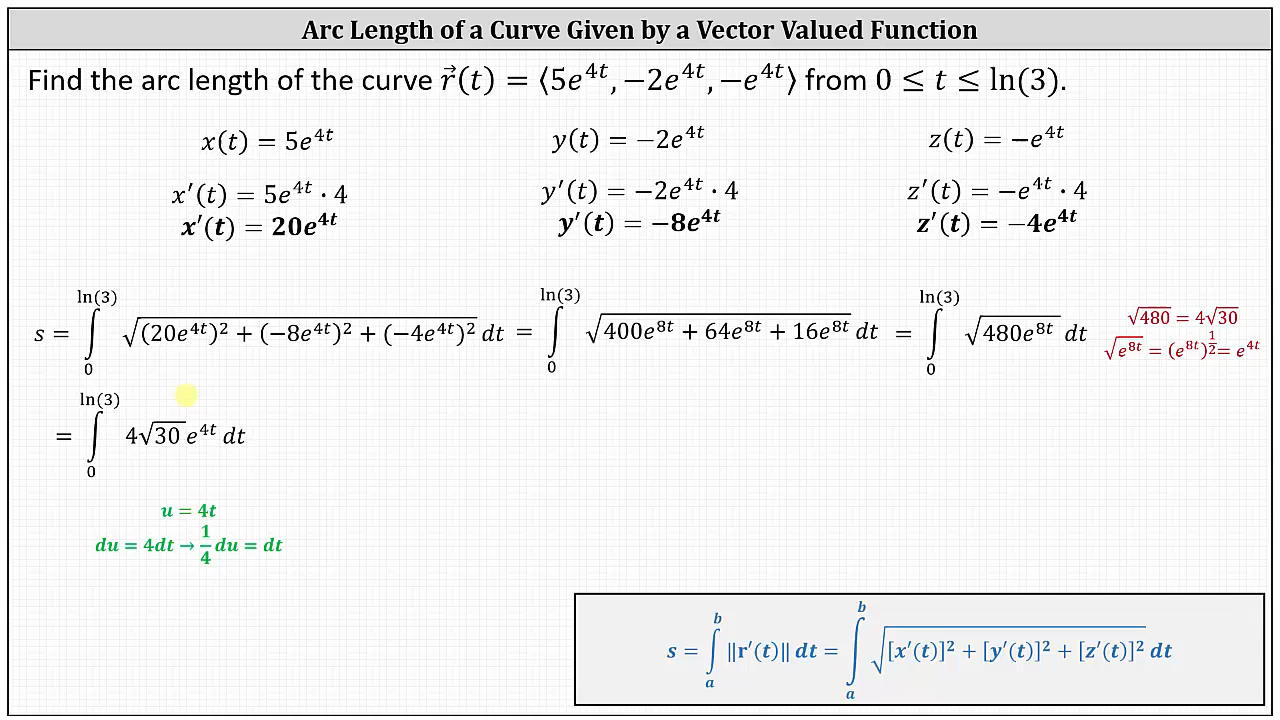 Arc Length of a Curve Given by a Vector Valued Function
Find the arc length of the curve r⃗(t) = ⟨5e^{4t}, −2e^{4t}, −e^{4t}⟩ from 0 ≤ t ≤ ln(3).
x(t) = 5e^{4t} y(t) = −2e^{4t} z(t) = −e^{4t}
x′(t) = 5e^{4t} · 4 y′(t) = −2e^{4t} · 4 z′(t) = −e^{4t} · 4
x′(t) = 20e^{4t} y′(t) = −8e^{4t} z′(t) = −4e^{4t}
s = ∫_0^{ln(3)} √((20e^{4t})² + (−8e^{4t})² + (−4e^{4t})²) dt = ∫_0^{ln(3)} √(400e^{8t} + 64e^{8t} + 16e^{8t}) dt = ∫_0^{ln(3)} √(480e^{8t}) dt
√480 = 4√30
√(e^{8t}) = (e^{8t})^{1/2} = e^{4t}
= ∫_0^{ln(3)} 4√30 e^{4t} dt
u = 4t
du = 4dt → 1/4 du = dt
s = ∫_a^b ‖r′(t)‖ dt = ∫_a^b √([x′(t)]² + [y′(t)]² + [z′(t)]²) dt